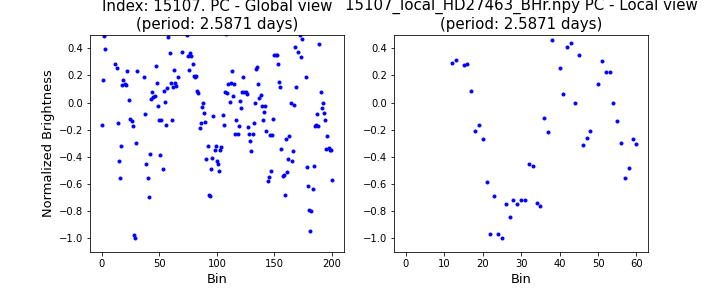 Index: 15107. PC - Global view
(period: 2.5871 days)
15107_local_HD27463_BHr.npy PC - Local view
(period: 2.5871 days)
Normalized Brightness
0.4
0.2
0.0
−0.2
−0.4
−0.6
−0.8
−1.0
0 50 100 150 200
Bin
0.4
0.2
0.0
−0.2
−0.4
−0.6
−0.8
−1.0
0 10 20 30 40 50 60
Bin